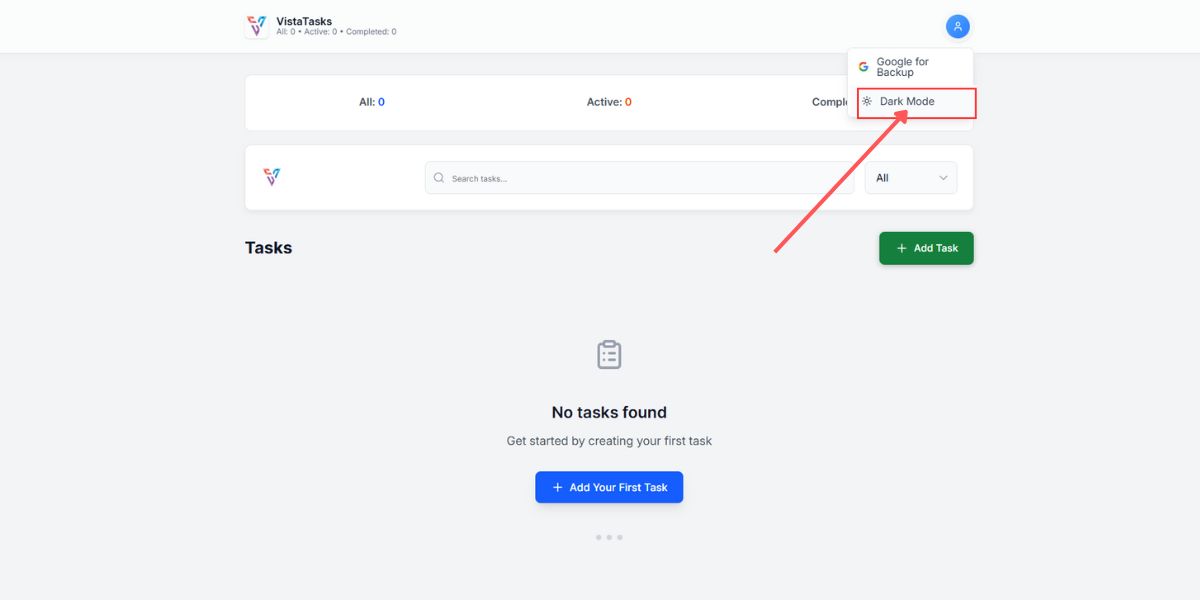 VistaTasks
All: 0 • Active: 0 • Completed: 0
Google for
Backup
Dark Mode
All: 0
Active: 0
Comple
Search tasks...
All
Tasks
+ Add Task
No tasks found
Get started by creating your first task
+ Add Your First Task